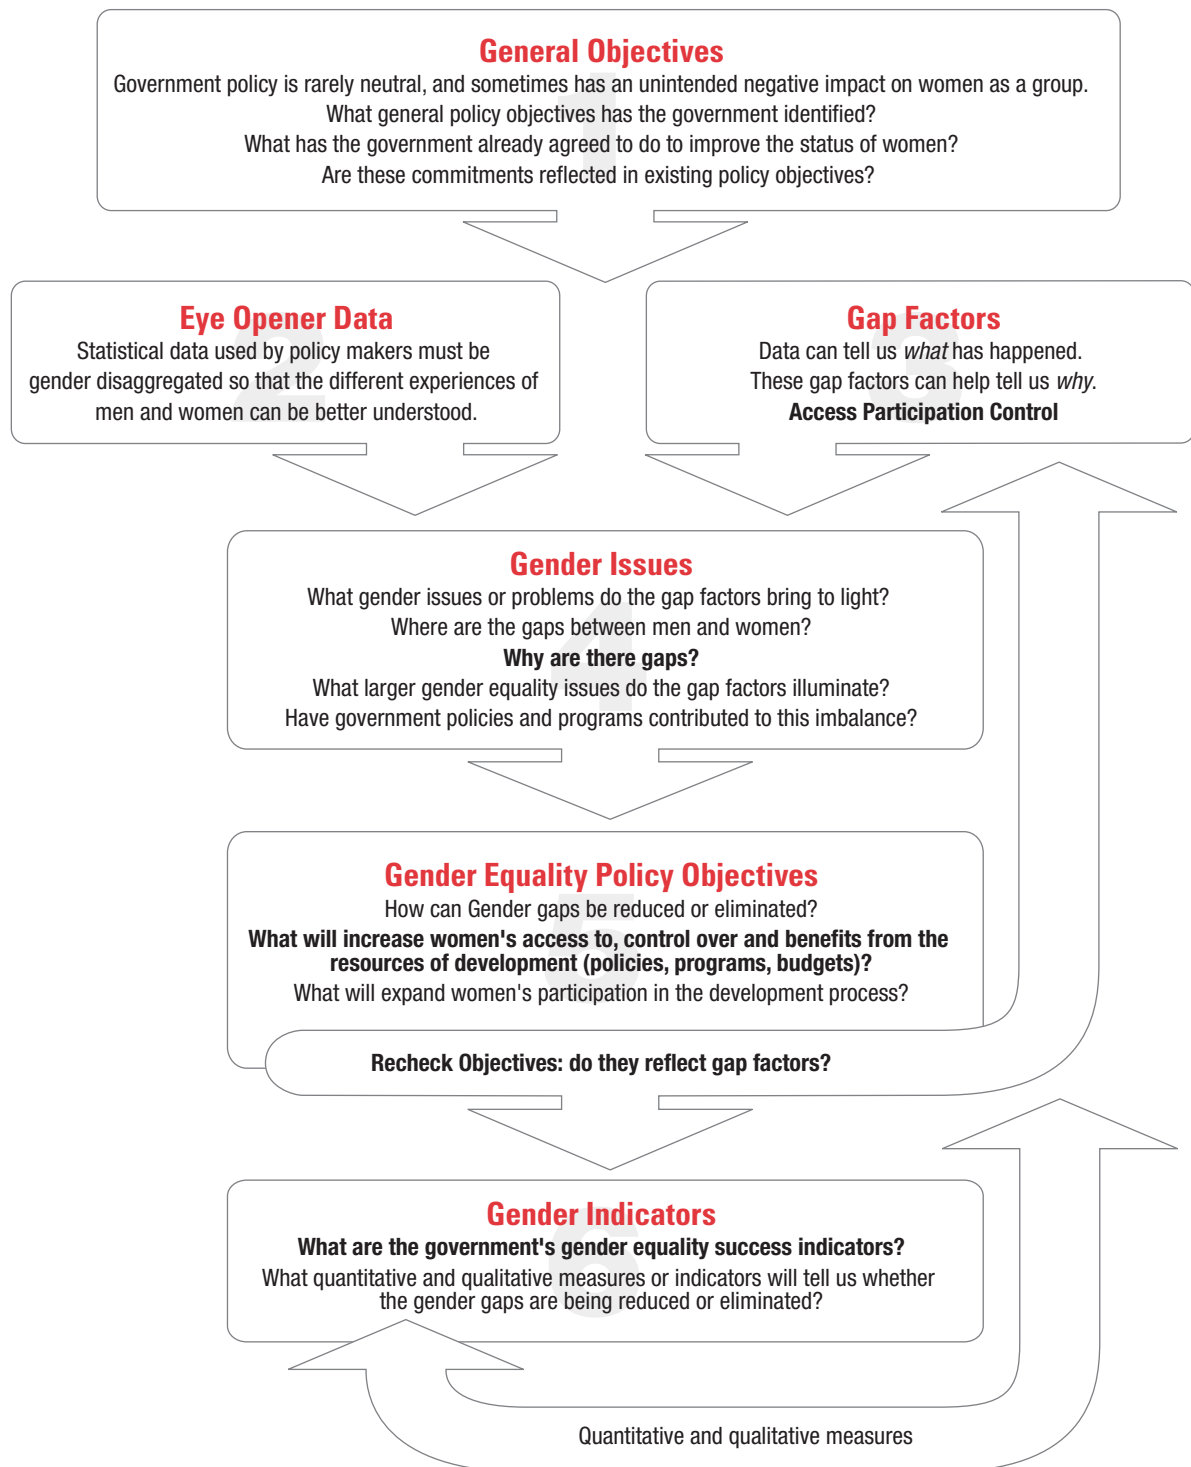 1
General Objectives
Government policy is rarely neutral, and sometimes has an unintended negative impact on women as a group.
What general policy objectives has the government identified?
What has the government already agreed to do to improve the status of women?
Are these commitments reflected in existing policy objectives?
2
Eye Opener Data
Statistical data used by policy makers must be
gender disaggregated so that the different experiences of
men and women can be better understood.
3
Gap Factors
Data can tell us what has happened.
These gap factors can help tell us why.
Access Participation Control
4
Gender Issues
What gender issues or problems do the gap factors bring to light?
Where are the gaps between men and women?
Why are there gaps?
What larger gender equality issues do the gap factors illuminate?
Have government policies and programs contributed to this imbalance?
5
Gender Equality Policy Objectives
How can Gender gaps be reduced or eliminated?
What will increase women's access to, control over and benefits from the
resources of development (policies, programs, budgets)?
What will expand women's participation in the development process?
Recheck Objectives: do they reflect gap factors?
6
Gender Indicators
What are the government's gender equality success indicators?
What quantitative and qualitative measures or indicators will tell us whether
the gender gaps are being reduced or eliminated?
Quantitative and qualitative measures